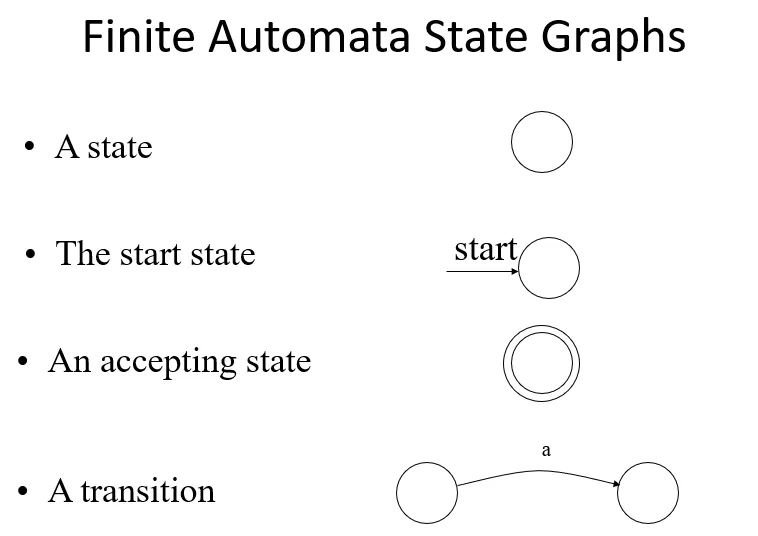 Finite Automata State Graphs
• A state
• The start state
start
• An accepting state
a
• A transition